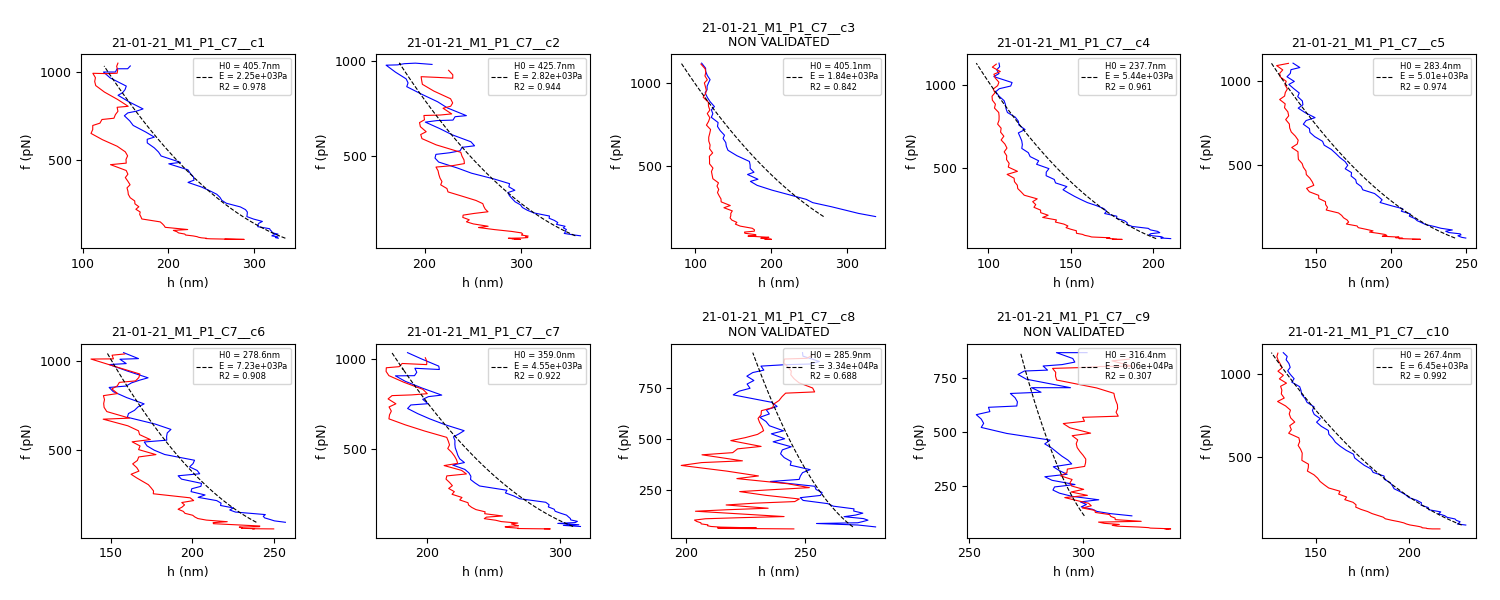 21-01-21_M1_P1_C7__c1
H0 = 405.7nm
E = 2.25e+03Pa
R2 = 0.978
1000
500
f (pN)
100
200
300
h (nm)
21-01-21_M1_P1_C7__c2
H0 = 425.7nm
E = 2.82e+03Pa
R2 = 0.944
1000
500
f (pN)
200
300
h (nm)
21-01-21_M1_P1_C7__c3
NON VALIDATED
H0 = 405.1nm
E = 1.84e+03Pa
R2 = 0.842
1000
500
f (pN)
100
200
300
h (nm)
21-01-21_M1_P1_C7__c4
H0 = 237.7nm
E = 5.44e+03Pa
R2 = 0.961
1000
500
f (pN)
100
150
200
h (nm)
21-01-21_M1_P1_C7__c5
H0 = 283.4nm
E = 5.01e+03Pa
R2 = 0.974
1000
500
f (pN)
150
200
250
h (nm)
21-01-21_M1_P1_C7__c6
H0 = 278.6nm
E = 7.23e+03Pa
R2 = 0.908
1000
500
f (pN)
150
200
250
h (nm)
21-01-21_M1_P1_C7__c7
H0 = 359.0nm
E = 4.55e+03Pa
R2 = 0.922
1000
500
f (pN)
200
300
h (nm)
21-01-21_M1_P1_C7__c8
NON VALIDATED
H0 = 285.9nm
E = 3.34e+04Pa
R2 = 0.688
750
500
250
f (pN)
200
250
h (nm)
21-01-21_M1_P1_C7__c9
NON VALIDATED
H0 = 316.4nm
E = 6.06e+04Pa
R2 = 0.307
750
500
250
f (pN)
250
300
h (nm)
21-01-21_M1_P1_C7__c10
H0 = 267.4nm
E = 6.45e+03Pa
R2 = 0.992
1000
500
f (pN)
150
200
h (nm)